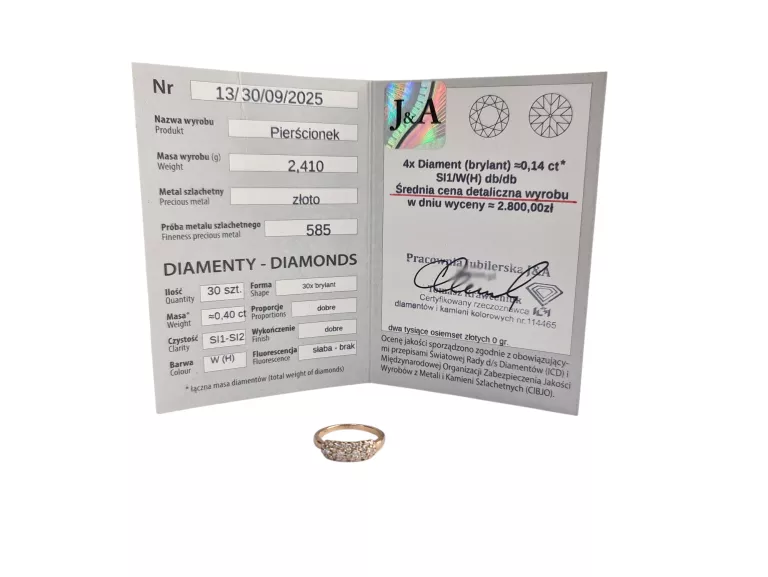 Nr 13/30/09/2025
Nazwa wyrobu
Produkt
Pierścionek
Masa wyrobu (g)
Weight
2,410
Metal szlachetny
Precious metal
złoto
Próba metalu szlachetnego
Fineness precious metal
585
DIAMENTY - DIAMONDS
Ilość
Quantity
30 szt.
Forma
Shape
30x brylant
Masa*
Weight
≈0,40 ct
Proporcje
Proportions
dobre
Czystość
Clarity
SI1-SI2
Wykończenie
Finish
dobre
Barwa
Colour
W (H)
Fluorescencja
Fluorescence
słaba - brak
* łączna masa diamentów (total weight of diamonds)
J&A
4x Diament (brylant) ≈0,14 ct*
SI1/W(H) db/db
Średnia cena detaliczna wyrobu
w dniu wyceny ≈ 2.800,00zł
Pracownia Jubilerska J&A
Certyfikowany rzeczoznawca
diamentów i kamieni kolorowych nr.114465
dwa tysiące osiemset złotych 0 gr.
Ocenę jakości sporządzono zgodnie z obowiązujący-
mi przepisami Światowej Rady d/s Diamentów (ICD) i
Międzynarodowej Organizacji Zabezpieczenia Jakości
Wyrobów z Metali i Kamieni Szlachetnych (CIBJO).